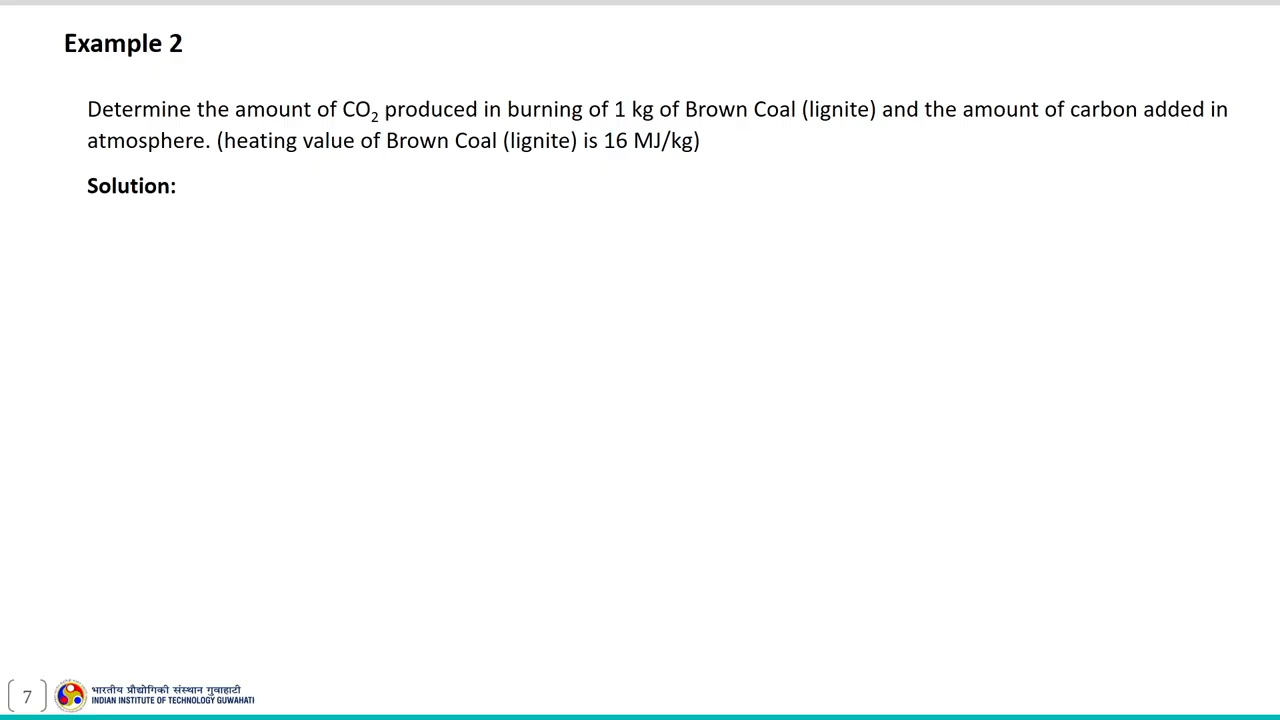 Example 2
Determine the amount of CO₂ produced in burning of 1 kg of Brown Coal (lignite) and the amount of carbon added in
atmosphere. (heating value of Brown Coal (lignite) is 16 MJ/kg)
Solution:
7
भारतीय प्रौद्योगिकी संस्थान गुवाहाटी
INDIAN INSTITUTE OF TECHNOLOGY GUWAHATI